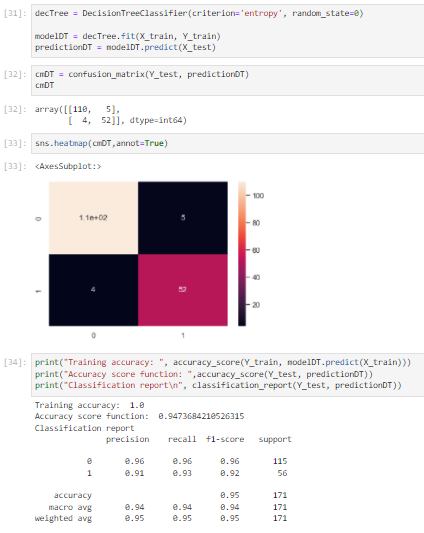 [31]: decTree = DecisionTreeClassifier(criterion='entropy', random_state=0)
modelDT = decTree.fit(X_train, Y_train)
predictionDT = modelDT.predict(X_test)
[32]: cmDT = confusion_matrix(Y_test, predictionDT)
cmDT
[32]: array([[110, 5],
[ 4, 52]], dtype=int64)
[33]: sns.heatmap(cmDT,annot=True)
[33]: <AxesSubplot:>
100
0 1.1e+02 5
80
60
40
1 4 52
20
0 1
[34]: print("Training accuracy: ", accuracy_score(Y_train, modelDT.predict(X_train)))
print("Accuracy score function: ",accuracy_score(Y_test, predictionDT))
print("Classification report\n", classification_report(Y_test, predictionDT))
Training accuracy: 1.0
Accuracy score function: 0.9473684210526315
Classification report
precision recall f1-score support
0 0.96 0.96 0.96 115
1 0.91 0.93 0.92 56
accuracy 0.95 171
macro avg 0.94 0.94 0.94 171
weighted avg 0.95 0.95 0.95 171